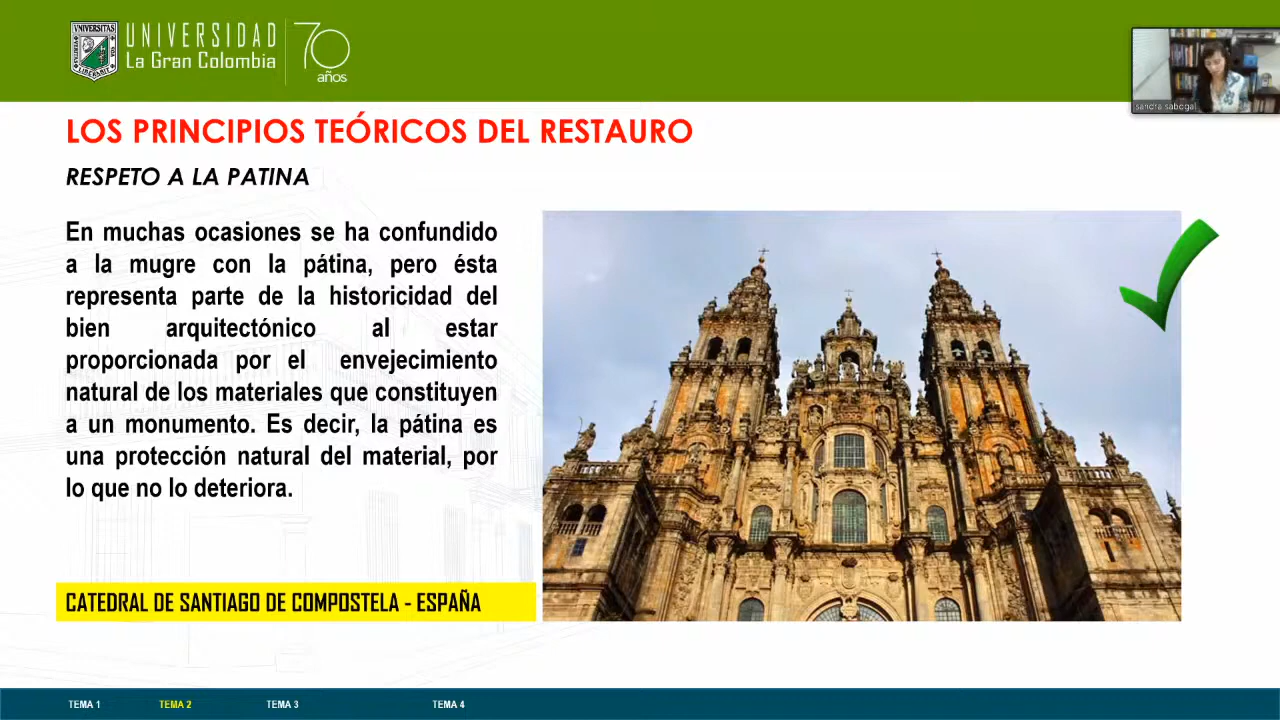 UNIVERSITAS
VERITAS
LIBERABIT
UNIVERSIDAD
La Gran Colombia
70
años
sandra sabogal
LOS PRINCIPIOS TEÓRICOS DEL RESTAURO
RESPETO A LA PATINA
En muchas ocasiones se ha confundido
a la mugre con la pátina, pero ésta
representa parte de la historicidad del
bien arquitectónico al estar
proporcionada por el envejecimiento
natural de los materiales que constituyen
a un monumento. Es decir, la pátina es
una protección natural del material, por
lo que no lo deteriora.
CATEDRAL DE SANTIAGO DE COMPOSTELA - ESPAÑA
TEMA 1
TEMA 2
TEMA 3
TEMA 4